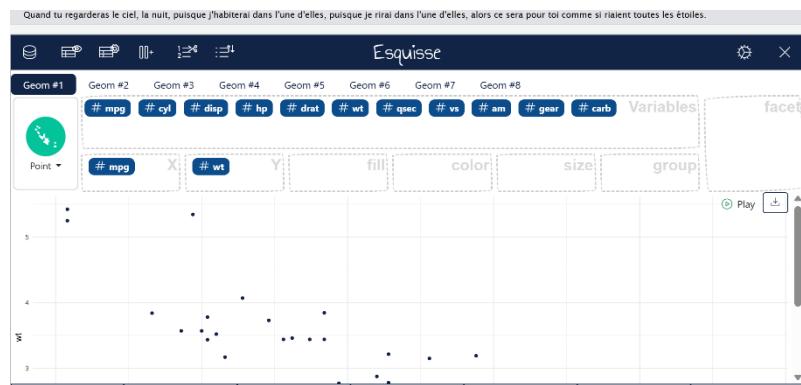 Quand tu regarderas le ciel, la nuit, puisque j'habiterai dans l'une d'elles, puisque je rirai dans l'une d'elles, alors ce sera pour toi comme si riaient toutes les étoiles.
Esquisse
Geom #1 Geom #2 Geom #3 Geom #4 Geom #5 Geom #6 Geom #7 Geom #8
# mpg # cyl # disp # hp # drat # wt # qsec # vs # am # gear # carb Variables facet
Point
# mpg X # wt Y fill color size group
Play
5
4
wt
3